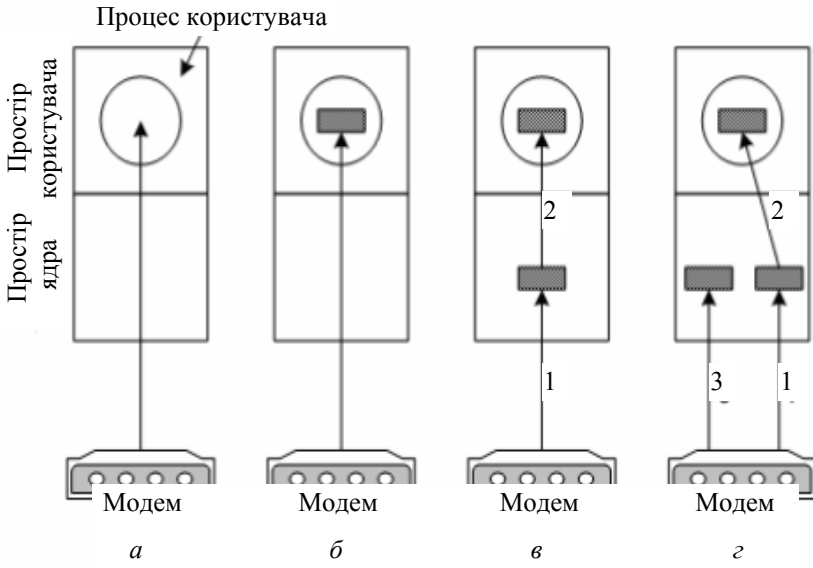 Процес користувача
Простір
користувача
Простір
ядра
2
2
1
3
1
Модем
Модем
Модем
Модем
а
б
в
г